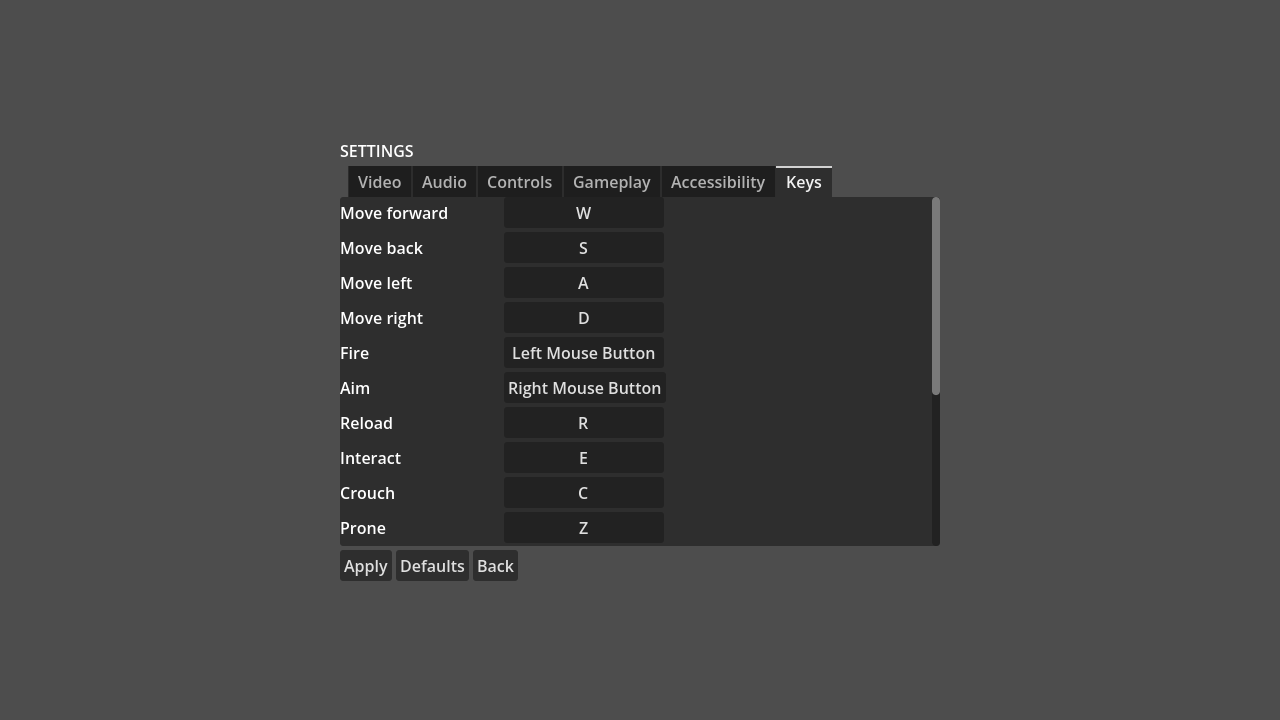 SETTINGS
Video Audio Controls Gameplay Accessibility Keys
Move forward W
Move back S
Move left A
Move right D
Fire Left Mouse Button
Aim Right Mouse Button
Reload R
Interact E
Crouch C
Prone Z
Apply Defaults Back